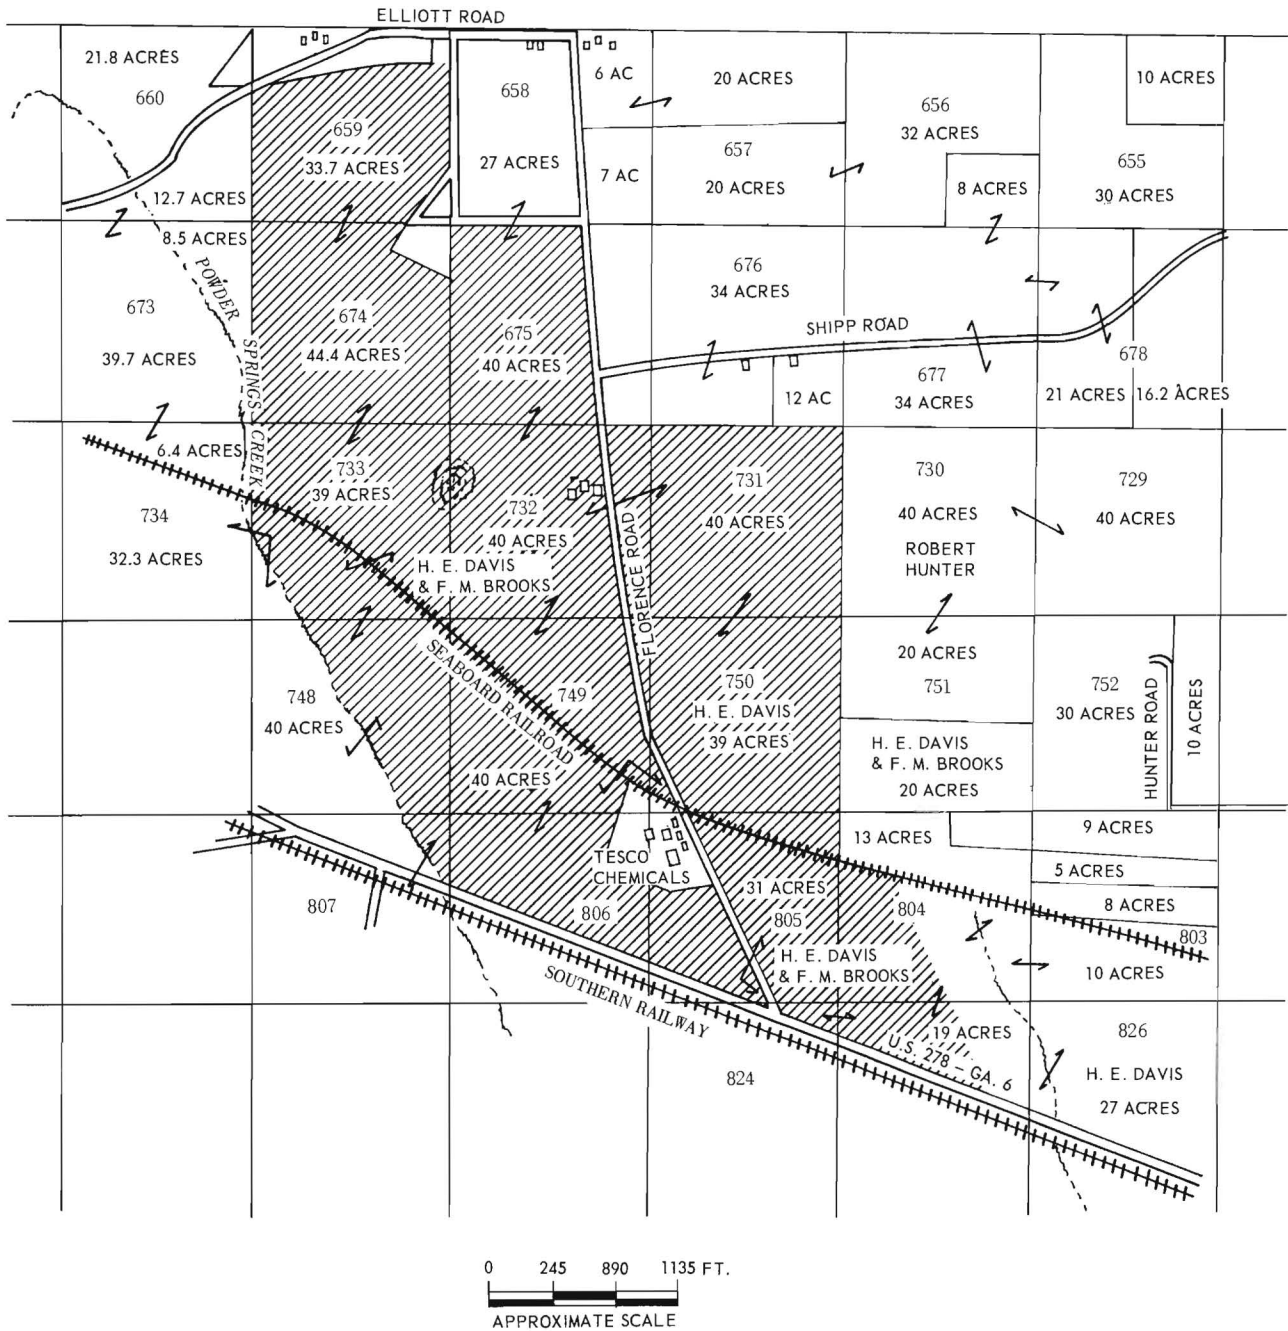 ELLIOTT ROAD
21.8 ACRES
660
659
33.7 ACRES
658
27 ACRES
6 AC
20 ACRES
657
20 ACRES
7 AC
656
32 ACRES
8 ACRES
10 ACRES
655
30 ACRES
12.7 ACRES
8.5 ACRES
POWDER SPRINGS CREEK
673
39.7 ACRES
674
44.4 ACRES
675
40 ACRES
676
34 ACRES
SHIPP ROAD
12 AC
677
34 ACRES
678
21 ACRES
16.2 ACRES
6.4 ACRES
734
32.3 ACRES
733
39 ACRES
732
40 ACRES
H. E. DAVIS
& F. M. BROOKS
FLORENCE ROAD
731
40 ACRES
730
40 ACRES
ROBERT
HUNTER
729
40 ACRES
SEABOARD RAILROAD
748
40 ACRES
749
40 ACRES
750
H. E. DAVIS
39 ACRES
20 ACRES
751
H. E. DAVIS
& F. M. BROOKS
20 ACRES
752
30 ACRES
HUNTER ROAD
10 ACRES
TESCO
CHEMICALS
13 ACRES
9 ACRES
5 ACRES
8 ACRES
803
10 ACRES
807
806
31 ACRES
805
804
H. E. DAVIS
& F. M. BROOKS
SOUTHERN RAILWAY
19 ACRES
U.S. 278 - GA. 6
824
826
H. E. DAVIS
27 ACRES
0 245 890 1135 FT.
APPROXIMATE SCALE